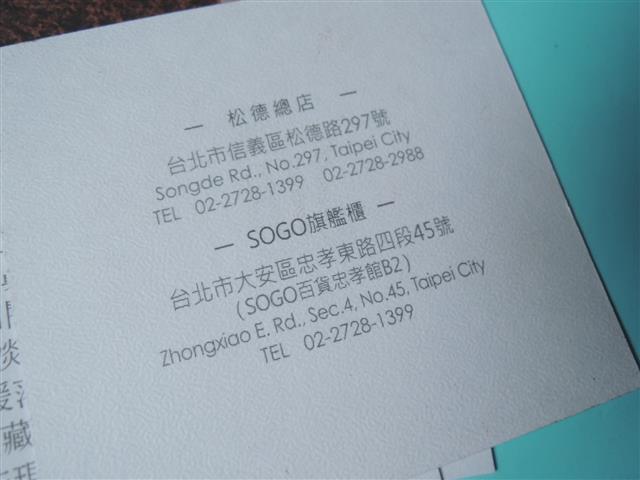 — 松德總店 —
台北市信義區松德路297號
Songde Rd., No.297, Taipei City
TEL 02-2728-1399 02-2728-2988
— SOGO旗艦櫃 —
台北市大安區忠孝東路四段45號
(SOGO百貨忠孝館B2)
Zhongxiao E. Rd., Sec.4, No.45, Taipei City
TEL 02-2728-1399
藏